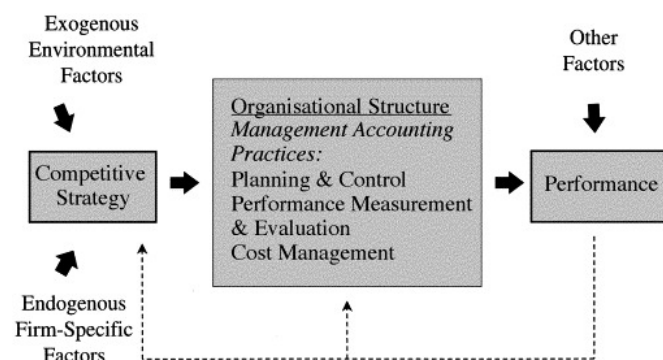 Exogenous
Environmental
Factors
Other
Factors
Organisational Structure
Management Accounting
Practices:
Planning & Control
Performance Measurement
& Evaluation
Cost Management
Competitive
Strategy
Performance
Endogenous
Firm-Specific
Factors